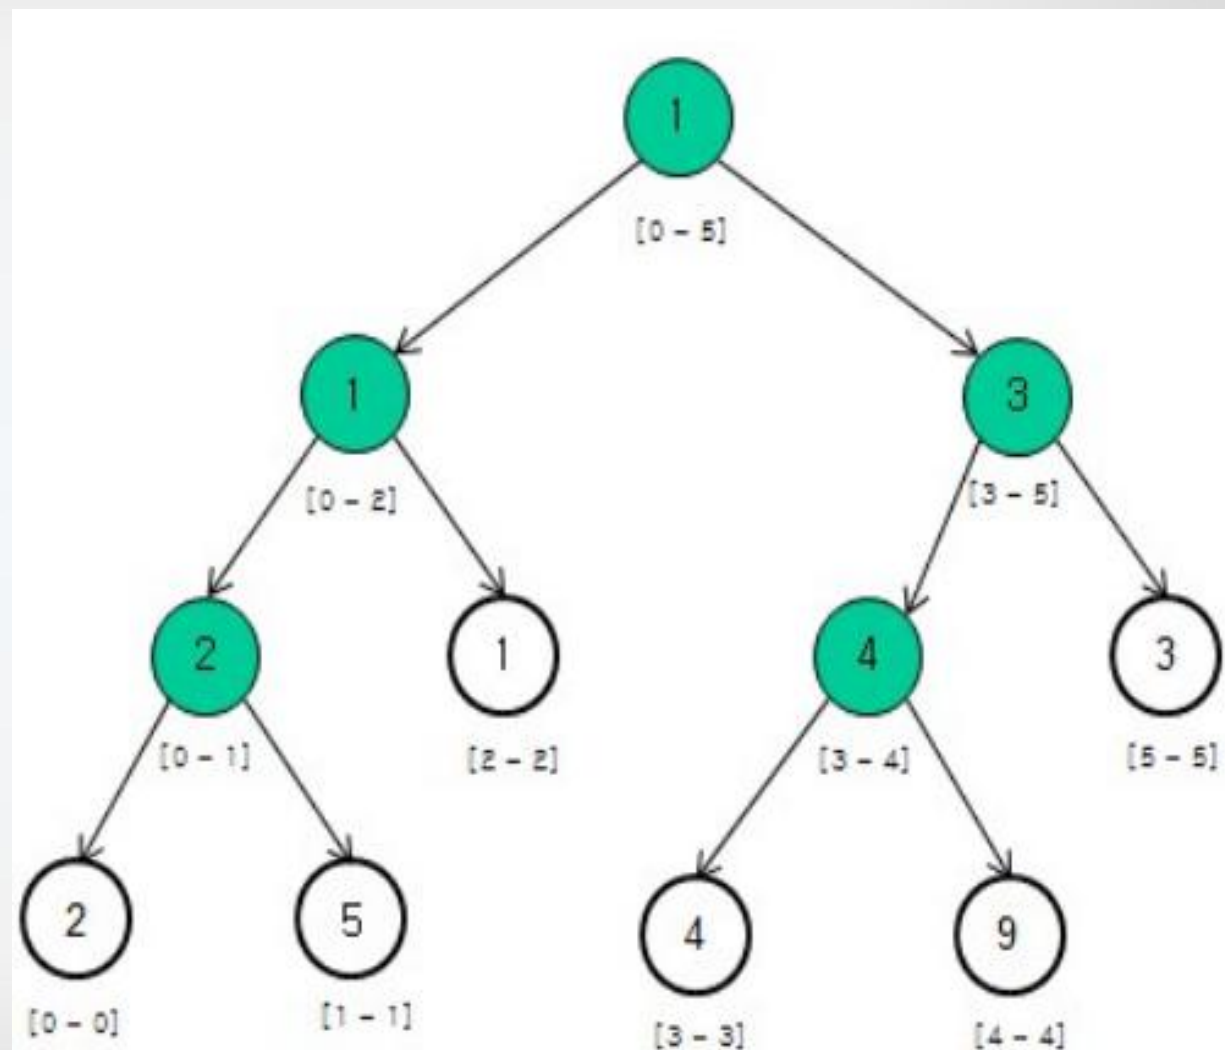 1
[0 - 5]
1
3
[0 - 2]
[3 - 5]
2
1
4
3
[0 - 1]
[2 - 2]
[3 - 4]
[5 - 5]
2
5
4
9
[0 - 0]
[1 - 1]
[3 - 3]
[4 - 4]